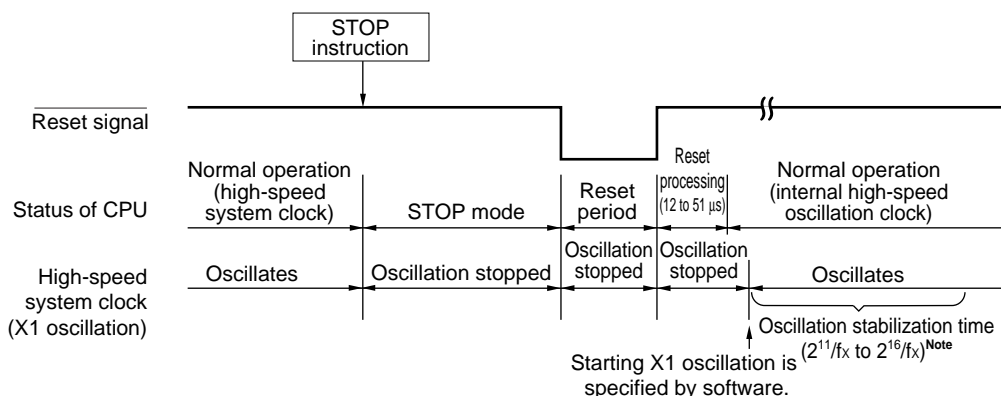 STOP
instruction
Reset signal
Normal operation
(high-speed
system clock)
Status of CPU
STOP mode
Reset
period
Reset
processing
(12 to 51 μs)
Normal operation
(internal high-speed
oscillation clock)
High-speed
system clock
(X1 oscillation)
Oscillates
Oscillation stopped
Oscillation
stopped
Oscillation
stopped
Oscillates
Oscillation stabilization time
(2¹¹/fx to 2¹⁶/fx)Note
Starting X1 oscillation is
specified by software.